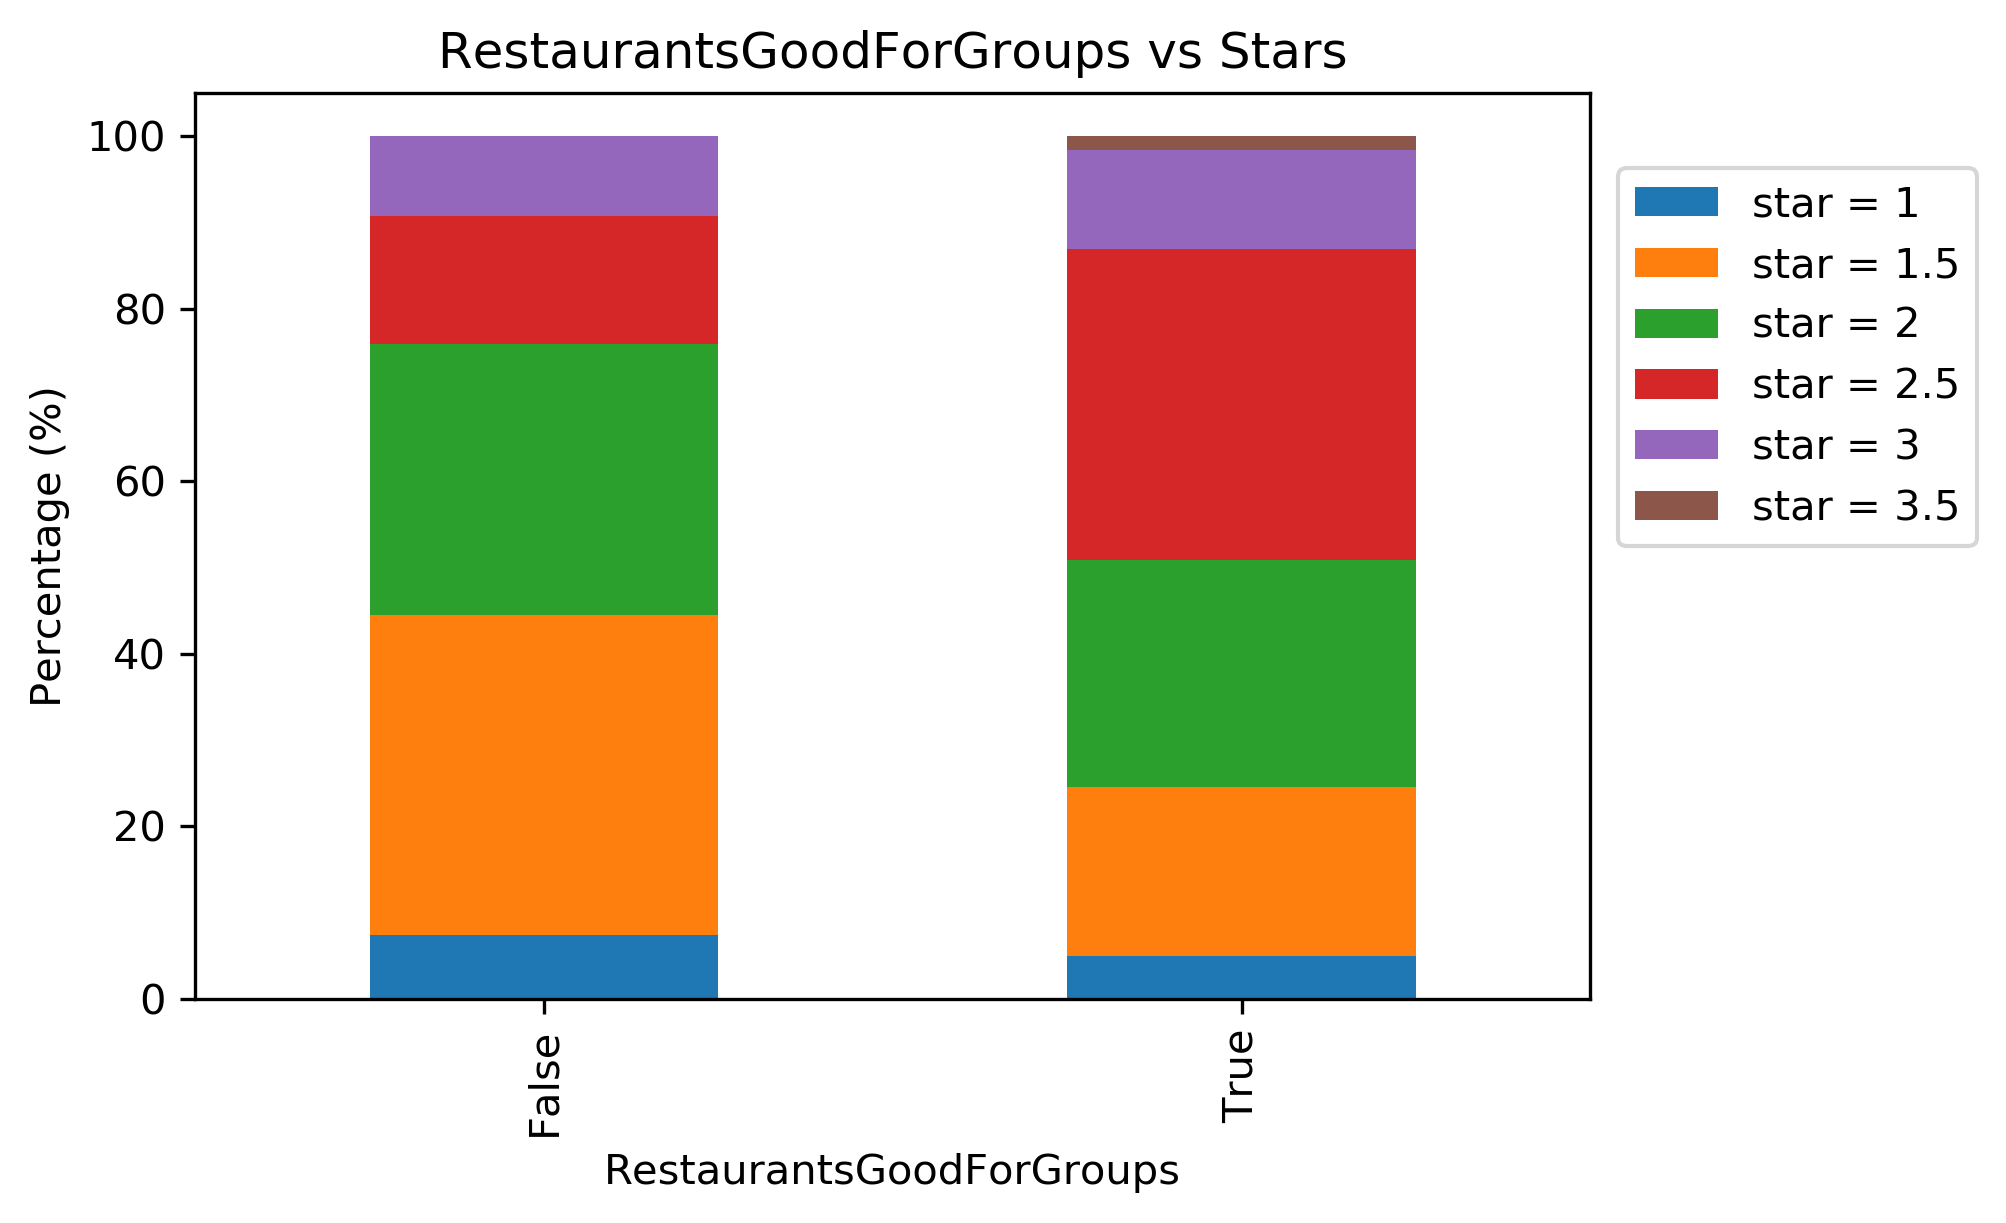 RestaurantsGoodForGroups vs Stars
100
80
60
40
20
0
Percentage (%)
False
True
RestaurantsGoodForGroups
star = 1
star = 1.5
star = 2
star = 2.5
star = 3
star = 3.5